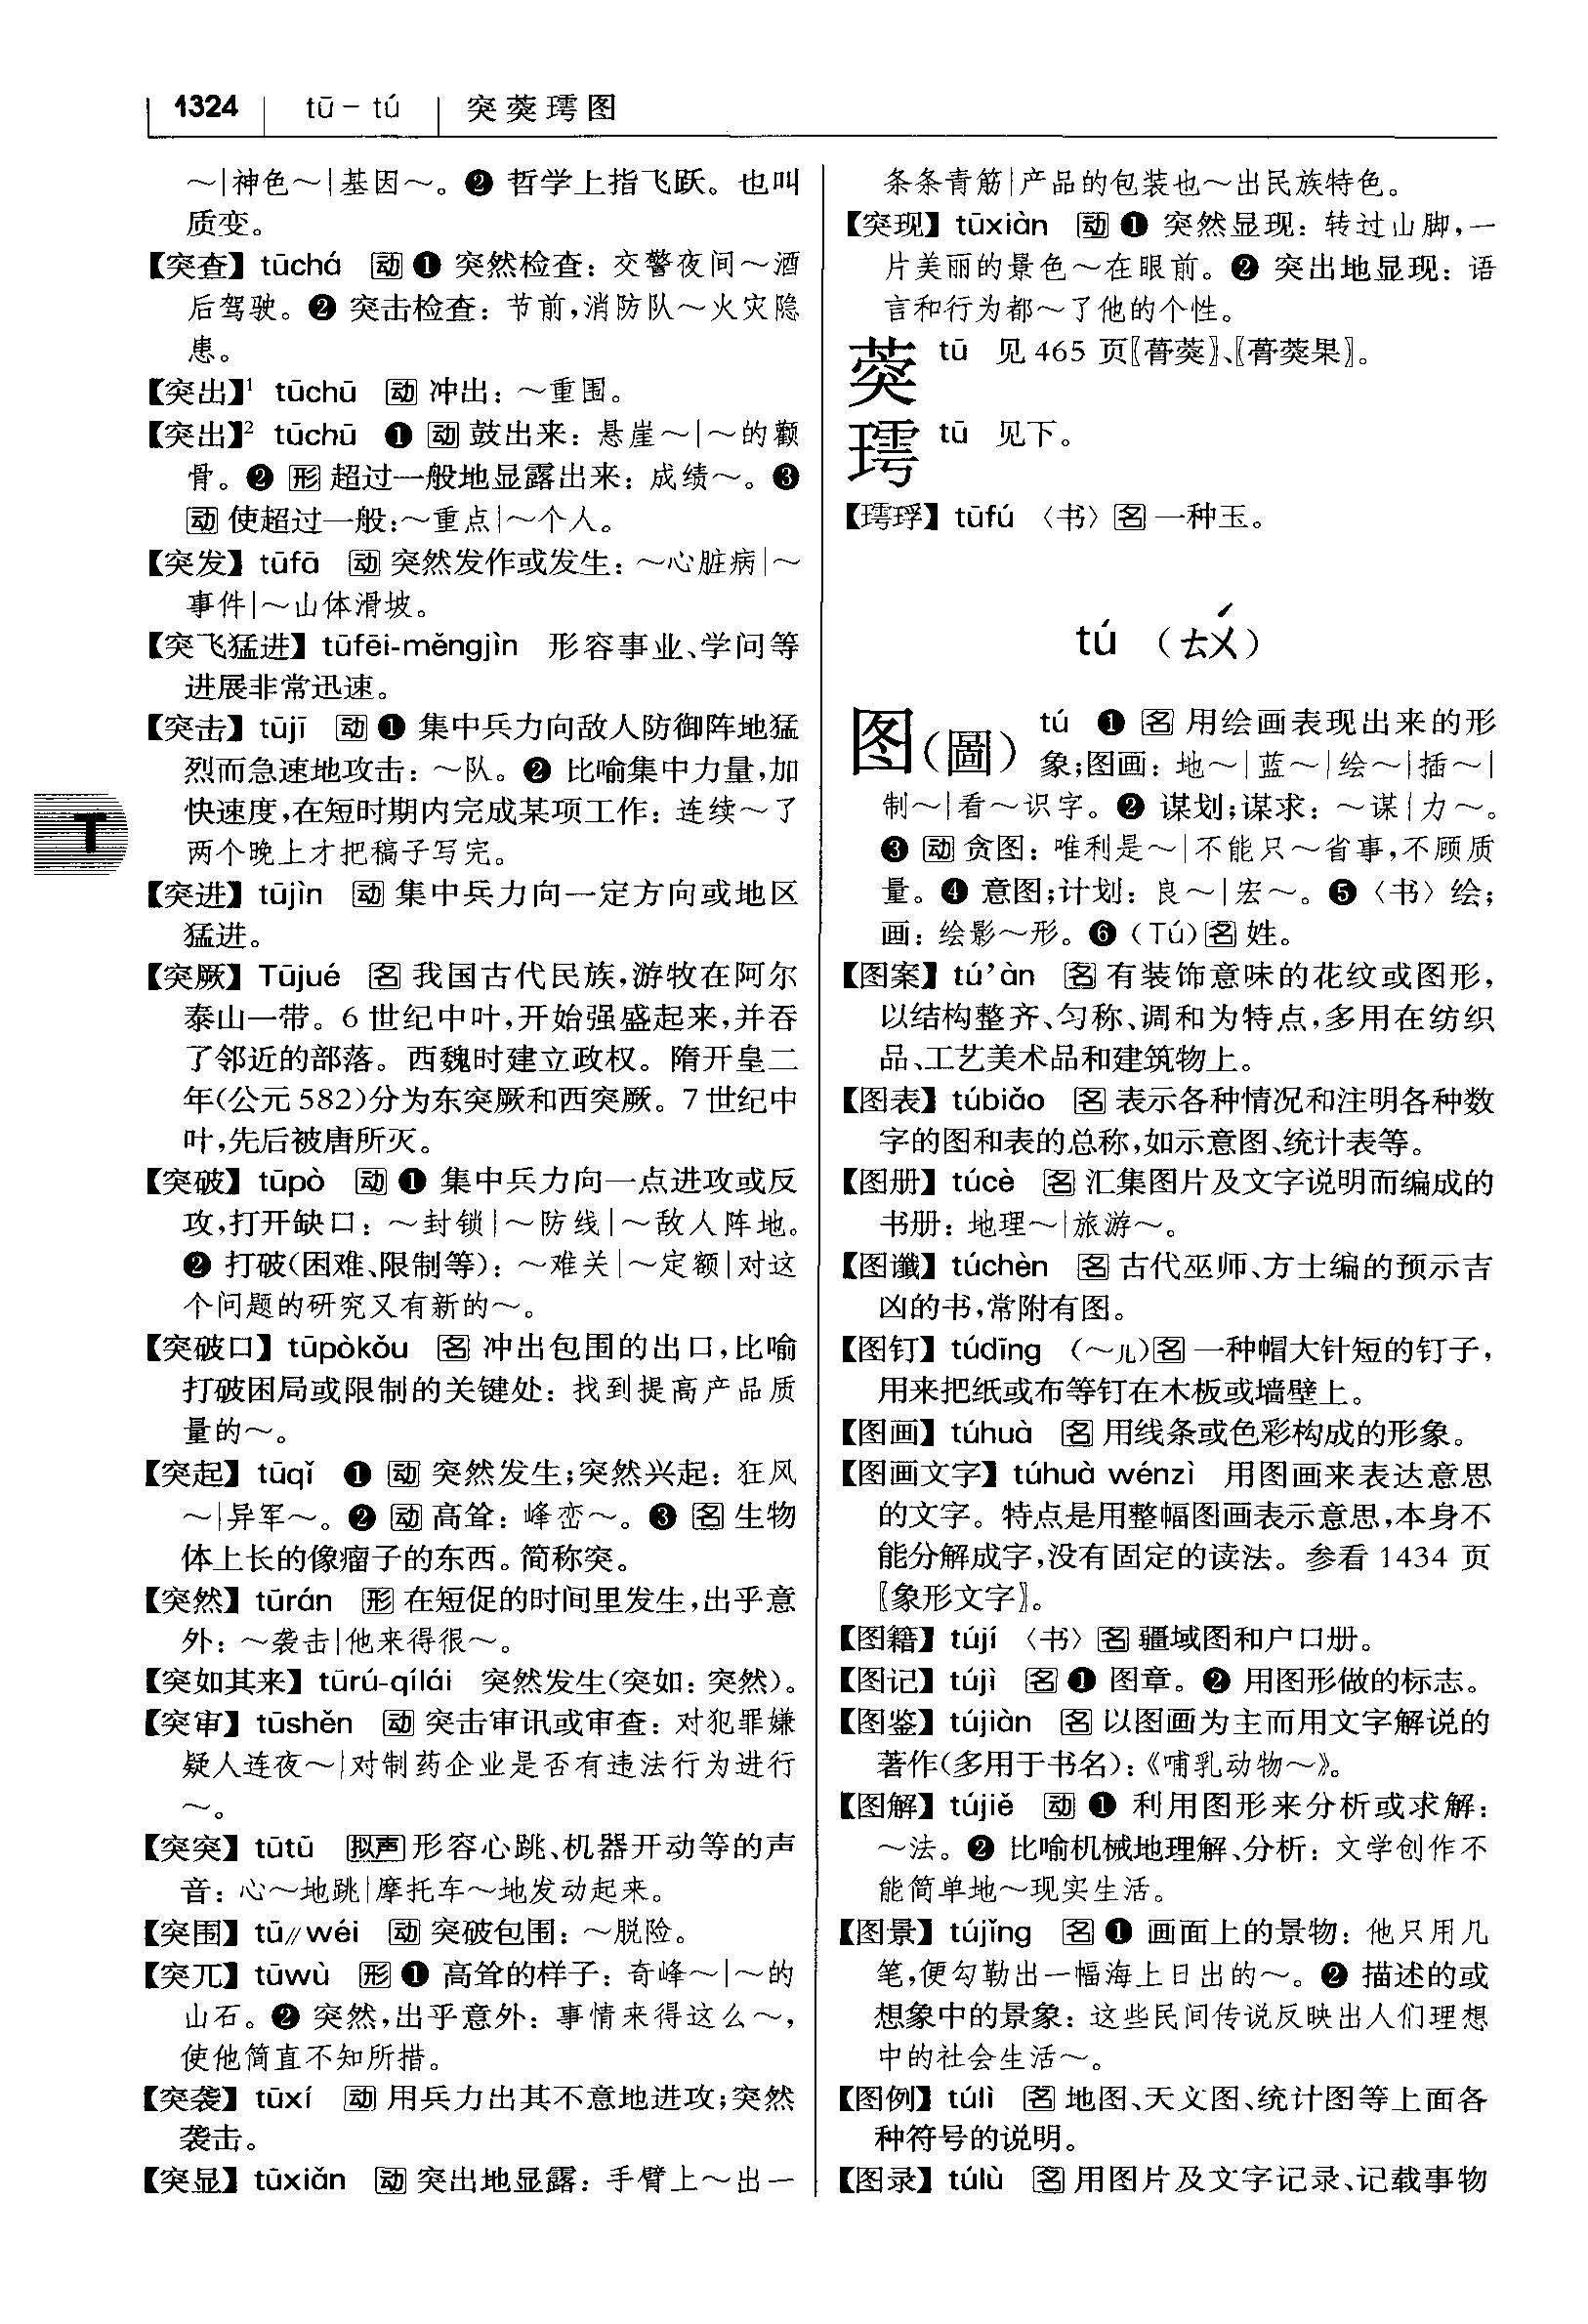 1324 tū－tú 突葖㻠图
～|神色～|基因～。❷ 哲学上指飞跃。也叫
质变。
【突查】 tūchá 动 ❶ 突然检查：交警夜间～酒
后驾驶。❷ 突击检查：节前,消防队～火灾隐
患。
【突出】¹ tūchū 动 冲出：～重围。
【突出】² tūchū ❶ 动 鼓出来：悬崖～|～的颧
骨。❷ 形 超过一般地显露出来：成绩～。❸
动 使超过一般:～重点|～个人。
【突发】 tūfā 动 突然发作或发生：～心脏病|～
事件|～山体滑坡。
【突飞猛进】 tūfēi-měngjìn 形容事业、学问等
进展非常迅速。
【突击】 tūjī 动 ❶ 集中兵力向敌人防御阵地猛
烈而急速地攻击：～队。❷ 比喻集中力量,加
快速度,在短时期内完成某项工作：连续～了
两个晚上才把稿子写完。
T
【突进】 tūjìn 动 集中兵力向一定方向或地区
猛进。
【突厥】 Tūjué 名 我国古代民族,游牧在阿尔
泰山一带。6 世纪中叶,开始强盛起来,并吞
了邻近的部落。西魏时建立政权。隋开皇二
年(公元 582)分为东突厥和西突厥。7 世纪中
叶,先后被唐所灭。
【突破】 tūpò 动 ❶ 集中兵力向一点进攻或反
攻,打开缺口：～封锁|～防线|～敌人阵地。
❷ 打破(困难、限制等)：～难关|～定额|对这
个问题的研究又有新的～。
【突破口】 tūpòkǒu 名 冲出包围的出口,比喻
打破困局或限制的关键处：找到提高产品质
量的～。
【突起】 tūqǐ ❶ 动 突然发生;突然兴起：狂风
～|异军～。❷ 动 高耸：峰峦～。❸ 名 生物
体上长的像瘤子的东西。简称突。
【突然】 tūrán 形 在短促的时间里发生,出乎意
外：～袭击|他来得很～。
【突如其来】 tūrú-qílái 突然发生(突如：突然)。
【突审】 tūshěn 动 突击审讯或审查：对犯罪嫌
疑人连夜～|对制药企业是否有违法行为进行
～。
【突突】 tūtū 拟声 形容心跳、机器开动等的声
音：心～地跳|摩托车～地发动起来。
【突围】 tū//wéi 动 突破包围：～脱险。
【突兀】 tūwù 形 ❶ 高耸的样子：奇峰～|～的
山石。❷ 突然,出乎意外：事情来得这么～,
使他简直不知所措。
【突袭】 tūxí 动 用兵力出其不意地进攻;突然
袭击。
【突显】 tūxiǎn 动 突出地显露：手臂上～出一
条条青筋|产品的包装也～出民族特色。
【突现】 tūxiàn 动 ❶ 突然显现：转过山脚,一
片美丽的景色～在眼前。❷ 突出地显现：语
言和行为都～了他的个性。
葖 tū 见 465 页〖蓇葖〗、〖蓇葖果〗。
㻠 tū 见下。
【㻠琈】 tūfú 〈书〉 名 一种玉。
tú （ㄊㄨˊ）
图(圖) tú ❶ 名 用绘画表现出来的形
象;图画：地～|蓝～|绘～|插～|
制～|看～识字。❷ 谋划;谋求：～谋|力～。
❸ 动 贪图：唯利是～|不能只～省事,不顾质
量。❹ 意图;计划：良～|宏～。❺〈书〉绘;
画：绘影～形。❻（Tú）名 姓。
【图案】 tú’àn 名 有装饰意味的花纹或图形,
以结构整齐、匀称、调和为特点,多用在纺织
品、工艺美术品和建筑物上。
【图表】 túbiǎo 名 表示各种情况和注明各种数
字的图和表的总称,如示意图、统计表等。
【图册】 túcè 名 汇集图片及文字说明而编成的
书册：地理～|旅游～。
【图谶】 túchèn 名 古代巫师、方士编的预示吉
凶的书,常附有图。
【图钉】 túdīng （～儿）名 一种帽大针短的钉子,
用来把纸或布等钉在木板或墙壁上。
【图画】 túhuà 名 用线条或色彩构成的形象。
【图画文字】 túhuà wénzì 用图画来表达意思
的文字。特点是用整幅图画表示意思,本身不
能分解成字,没有固定的读法。参看 1434 页
〖象形文字〗。
【图籍】 tújí 〈书〉 名 疆域图和户口册。
【图记】 tújì 名 ❶ 图章。❷ 用图形做的标志。
【图鉴】 tújiàn 名 以图画为主而用文字解说的
著作(多用于书名)：《哺乳动物～》。
【图解】 tújiě 动 ❶ 利用图形来分析或求解：
～法。❷ 比喻机械地理解、分析：文学创作不
能简单地～现实生活。
【图景】 tújǐng 名 ❶ 画面上的景物：他只用几
笔,便勾勒出一幅海上日出的～。❷ 描述的或
想象中的景象：这些民间传说反映出人们理想
中的社会生活～。
【图例】 túlì 名 地图、天文图、统计图等上面各
种符号的说明。
【图录】 túlù 名 用图片及文字记录、记载事物